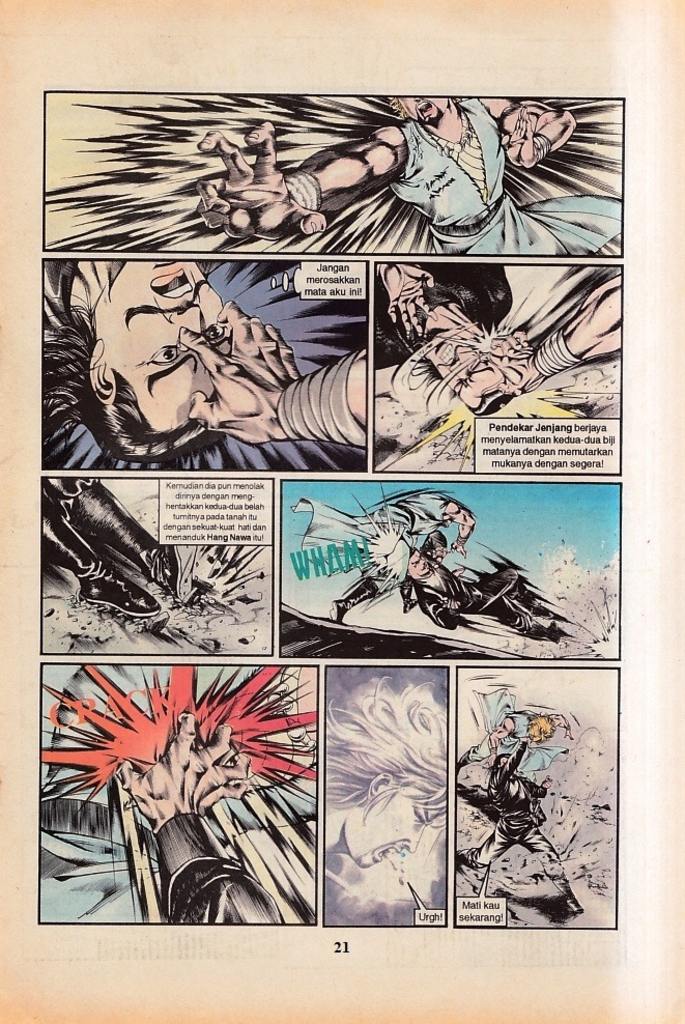 Jangan
merosakkan
mata aku ini!
Pendekar Jenjang berjaya
menyelamatkan kedua-dua biji
matanya dengan memutarkan
mukanya dengan segera!
Kemudian dia pun menolak
dirinya dengan meng-
hentakkan kedua-dua belah
tumitnya pada tanah itu
dengan sekuat-kuat hati dan
menanduk Hang Nawa itu!
WHAM!
CRACK
Urgh!
Mati kau
sekarang!
21